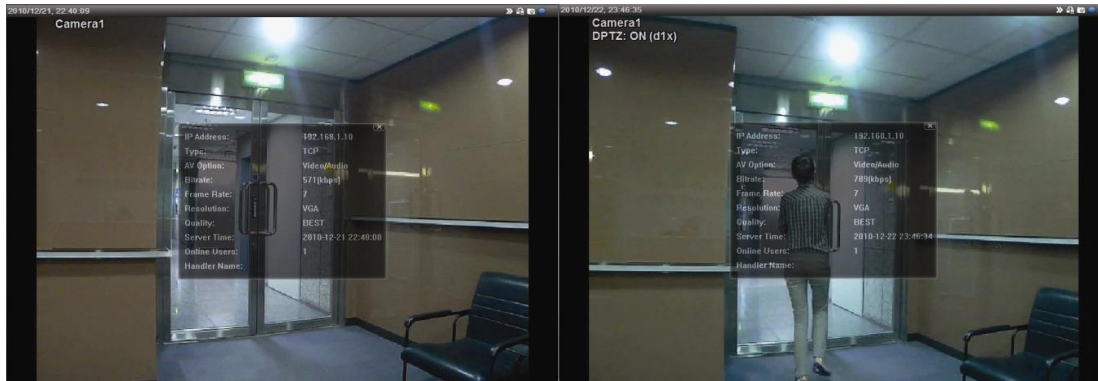 2010/12/21, 22:40:09
Camera1
IP Address: 192.168.1.10
Type: TCP
AV Option: Video/Audio
Bitrate: 571[kbps]
Frame Rate: 7
Resolution: VGA
Quality: BEST
Server Time: 2010-12-21 22:40:08
Online Users: 1
Handler Name:
2010/12/22, 23:46:35
Camera1
DPTZ: ON (d1x)
IP Address: 192.168.1.10
Type: TCP
AV Option: Video/Audio
Bitrate: 789[kbps]
Frame Rate: 7
Resolution: VGA
Quality: BEST
Server Time: 2010-12-22 23:46:34
Online Users: 1
Handler Name: